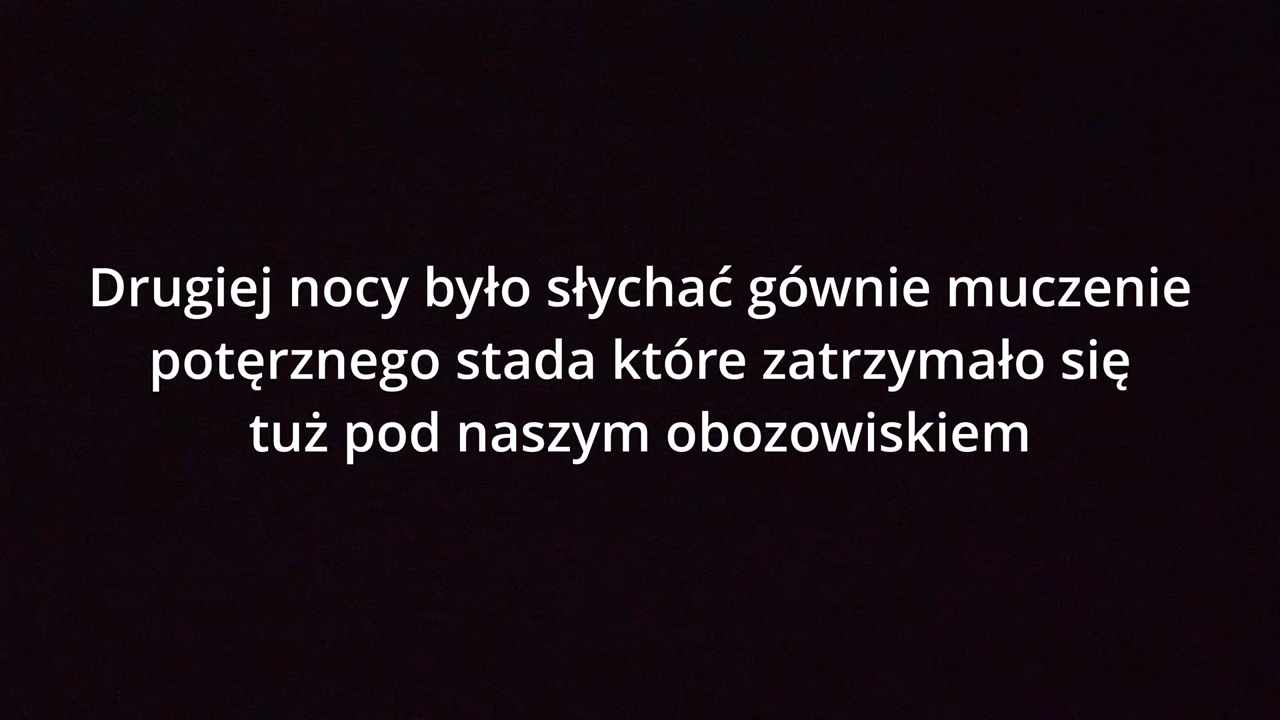 Drugiej nocy było słychać gównie muczenie
potęrznego stada które zatrzymało się
tuż pod naszym obozowiskiem